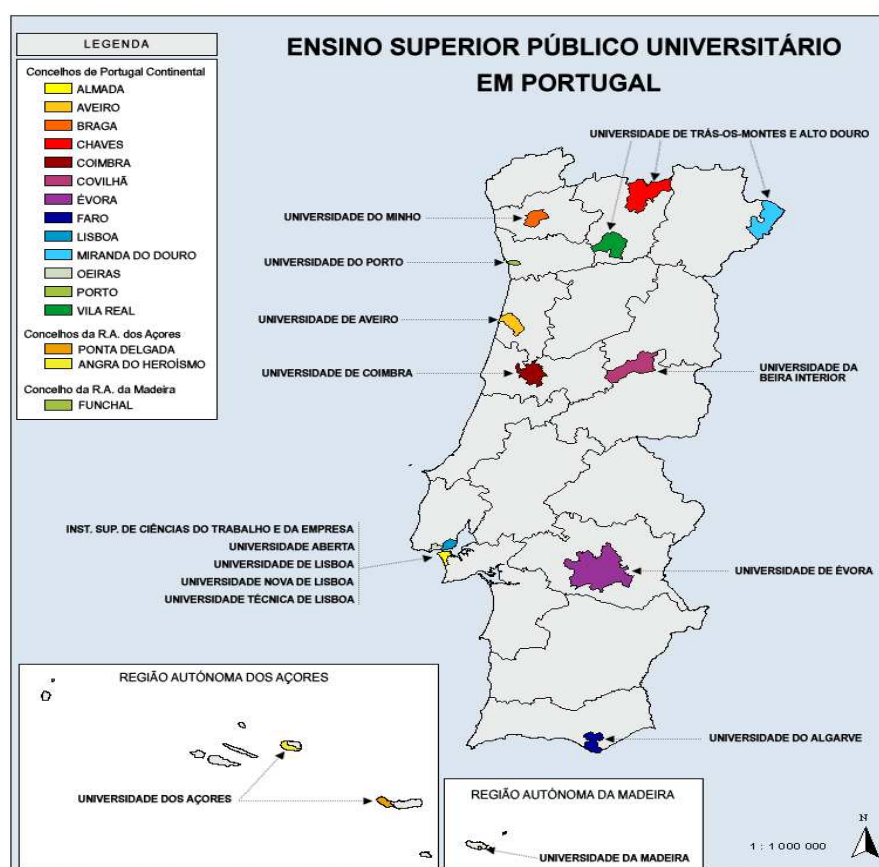 LEGENDA
Concelhos de Portugal Continental
ALMADA
AVEIRO
BRAGA
CHAVES
COIMBRA
COVILHÃ
ÉVORA
FARO
LISBOA
MIRANDA DO DOURO
OEIRAS
PORTO
VILA REAL
Concelhos da R.A. dos Açores
PONTA DELGADA
ANGRA DO HEROÍSMO
Concelho da R.A. da Madeira
FUNCHAL
ENSINO SUPERIOR PÚBLICO UNIVERSITÁRIO
EM PORTUGAL
UNIVERSIDADE DE TRÁS-OS-MONTES E ALTO DOURO
UNIVERSIDADE DO MINHO
UNIVERSIDADE DO PORTO
UNIVERSIDADE DE AVEIRO
UNIVERSIDADE DE COIMBRA
UNIVERSIDADE DA
BEIRA INTERIOR
INST. SUP. DE CIÊNCIAS DO TRABALHO E DA EMPRESA
UNIVERSIDADE ABERTA
UNIVERSIDADE DE LISBOA
UNIVERSIDADE NOVA DE LISBOA
UNIVERSIDADE TÉCNICA DE LISBOA
UNIVERSIDADE DE ÉVORA
UNIVERSIDADE DO ALGARVE
REGIÃO AUTÓNOMA DOS AÇORES
UNIVERSIDADE DOS AÇORES
REGIÃO AUTÓNOMA DA MADEIRA
UNIVERSIDADE DA MADEIRA
1 : 1 000 000
N